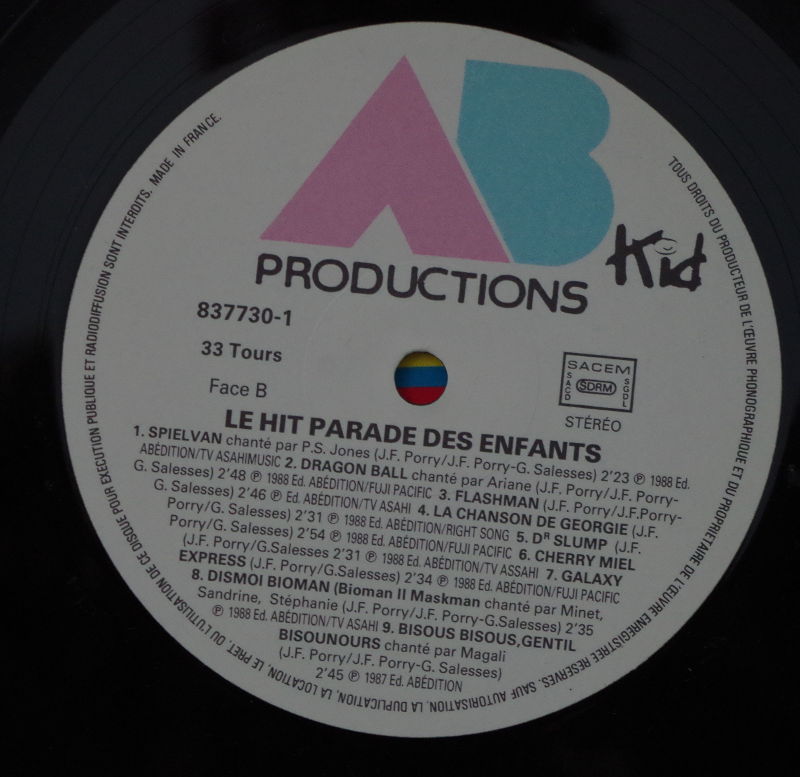 AB
PRODUCTIONS
Kid
837730-1
33 Tours
Face B
SACEM
SACD
SDRM
SGDL
STÉRÉO
LE HIT PARADE DES ENFANTS
1. SPIELVAN chanté par P.S. Jones (J.F. Porry/J.F. Porry-G. Salesses) 2'23 ℗ 1988 Ed.
ABÉDITION/TV ASAHIMUSIC 2. DRAGON BALL chanté par Ariane (J.F. Porry/J.F. Porry-
G. Salesses) 2'48 ℗ 1988 Ed. ABÉDITION/FUJI PACIFIC 3. FLASHMAN (J.F. Porry/J.F.Porry-
G. Salesses) 2'46 ℗ Ed. ABÉDITION/TV ASAHI 4. LA CHANSON DE GEORGIE (J.F.
Porry/G. Salesses) 2'31 ℗ 1988 Ed. ABÉDITION/RIGHT SONG 5. DR SLUMP (J.F.
Porry/G. Salesses) 2'54 ℗ 1988 Ed. ABÉDITION/FUJI PACIFIC 6. CHERRY MIEL
(J.F. Porry/G.Salesses 2'31 ℗ 1988 Ed. ABÉDITION/TV ASSAHI 7. GALAXY
EXPRESS (J.F. Porry/G. Salesses) 2'34 ℗ 1988 Ed. ABÉDITION/FUJI PACIFIC
8. DISMOI BIOMAN (Bioman II Maskman chanté par Minet,
Sandrine, Stéphanie (J.F. Porry/J.F. Porry-G.Salesses) 2'35
℗ 1988 Ed. ABÉDITION/TV ASAHI 9. BISOUS BISOUS,GENTIL
BISOUNOURS chanté par Magali
(J.F. Porry/J.F. Porry-G. Salesses)
2'45 ℗ 1987 Ed. ABÉDITION
TOUS DROITS DU PRODUCTEUR DE L'ŒUVRE PHONOGRAPHIQUE ET DU PROPRIÉTAIRE DE L'ŒUVRE ENREGISTRÉE RÉSERVÉS. SAUF AUTORISATION, LA DUPLICATION, LA LOCATION, LE PRÊT, OU L'UTILISATION DE CE DISQUE POUR EXÉCUTION PUBLIQUE ET RADIODIFFUSION SONT INTERDITS. MADE IN FRANCE.